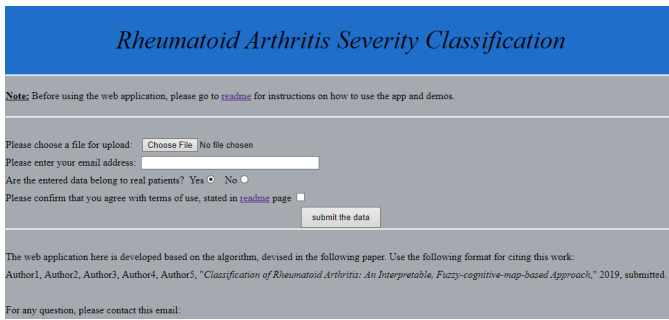 Rheumatoid Arthritis Severity Classification
Note: Before using the web application, please go to readme for instructions on how to use the app and demos.
Please choose a file for upload: Choose File No file chosen
Please enter your email address:
Are the entered data belong to real patients? Yes No
Please confirm that you agree with terms of use, stated in readme page
submit the data
The web application here is developed based on the algorithm, devised in the following paper. Use the following format for citing this work:
Author1, Author2, Author3, Author4, Author5, "Classification of Rheumatoid Arthritis: An Interpretable, Fuzzy-cognitive-map-based Approach," 2019, submitted.
For any question, please contact this email: